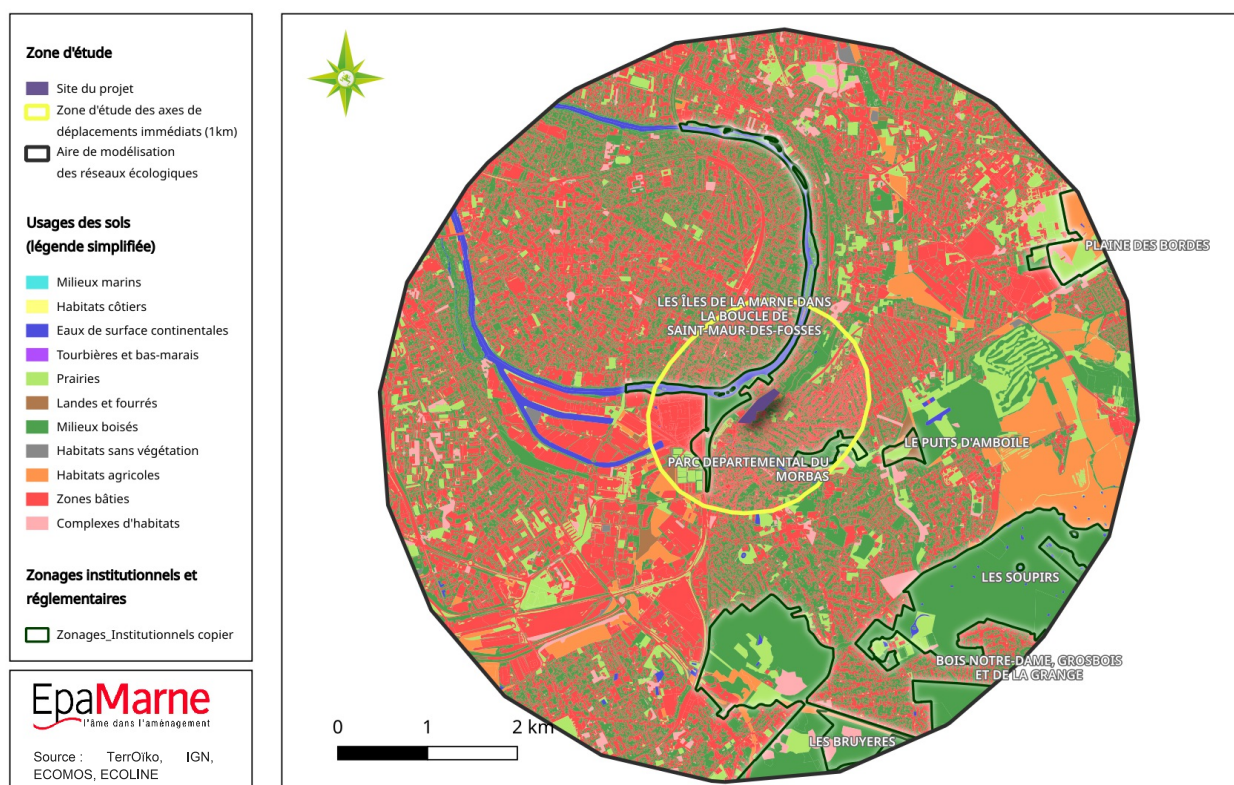 Zone d'étude
Site du projet
Zone d'étude des axes de
déplacements immédiats (1km)
Aire de modélisation
des réseaux écologiques
Usages des sols
(légende simplifiée)
Milieux marins
Habitats côtiers
Eaux de surface continentales
Tourbières et bas-marais
Prairies
Landes et fourrés
Milieux boisés
Habitats sans végétation
Habitats agricoles
Zones bâties
Complexes d'habitats
Zonages institutionnels et
réglementaires
Zonages_Institutionnels copier
EpaMarne
l'âme dans l'aménagement
Source : TerrOïko, IGN,
ECOMOS, ECOLINE
PLAINE DES BORDES
LES ÎLES DE LA MARNE DANS
LA BOUCLE DE
SAINT-MAUR-DES-FOSSES
LE PUITS D'AMBOILE
PARC DEPARTEMENTAL DU
MORBAS
LES SOUPIRS
BOIS NOTRE-DAME, GROSBOIS
ET DE LA GRANGE
LES BRUYERES
0 1 2 km